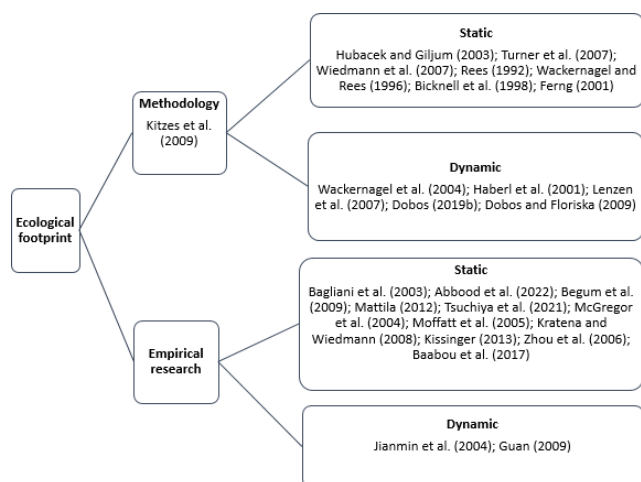 Static
Hubacek and Giljum (2003); Turner et al. (2007);
Wiedmann et al. (2007); Rees (1992); Wackernagel and
Rees (1996); Bicknell et al. (1998); Ferng (2001)
Methodology
Kitzes et al.
(2009)
Dynamic
Wackernagel et al. (2004); Haberl et al. (2001); Lenzen
et al. (2007); Dobos (2019b); Dobos and Floriska (2009)
Ecological
footprint
Static
Bagliani et al. (2003); Abbood et al. (2022); Begum et al.
(2009); Mattila (2012); Tsuchiya et al. (2021); McGregor
et al. (2004); Moffatt et al. (2005); Kratena and
Wiedmann (2008); Kissinger (2013); Zhou et al. (2006);
Baabou et al. (2017)
Empirical
research
Dynamic
Jianmin et al. (2004); Guan (2009)